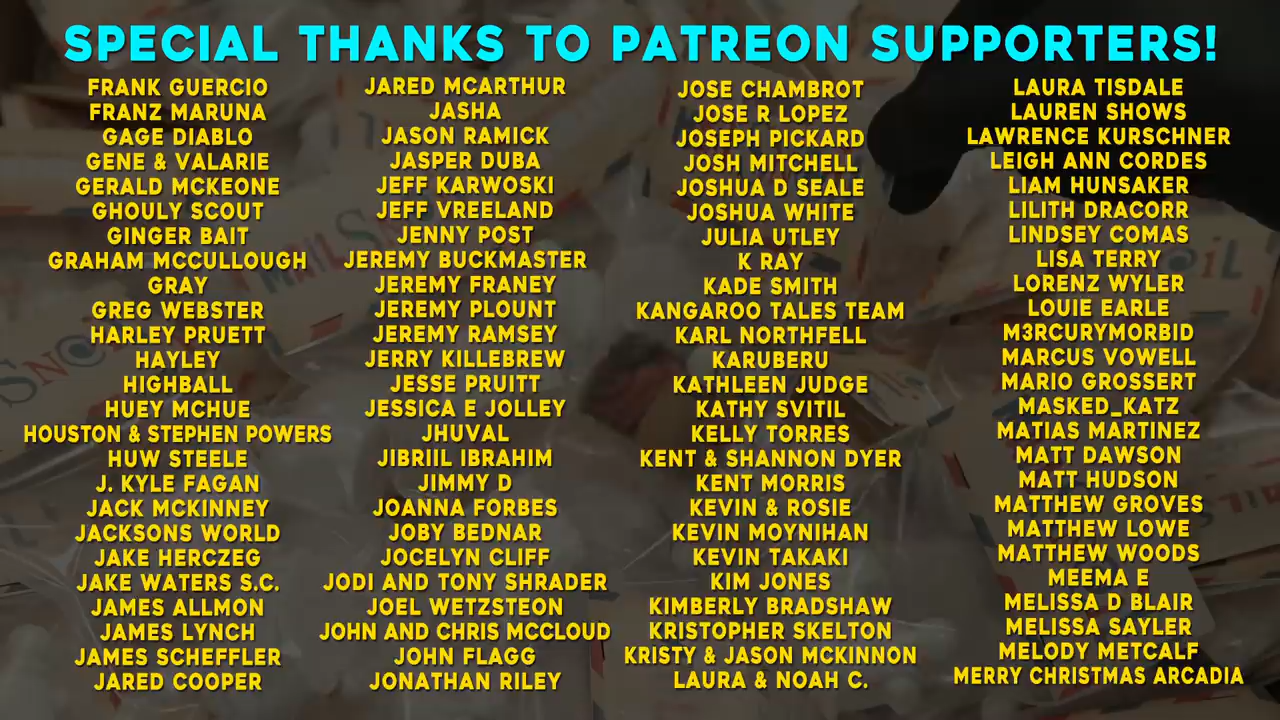 SPECIAL THANKS TO PATREON SUPPORTERS!
FRANK GUERCIO
FRANZ MARUNA
GAGE DIABLO
GENE & VALARIE
GERALD MCKEONE
GHOULY SCOUT
GINGER BAIT
GRAHAM MCCULLOUGH
GRAY
GREG WEBSTER
HARLEY PRUETT
HAYLEY
HIGHBALL
HUEY MCHUE
HOUSTON & STEPHEN POWERS
HUW STEELE
J. KYLE FAGAN
JACK MCKINNEY
JACKSONS WORLD
JAKE HERCZEG
JAKE WATERS S.C.
JAMES ALLMON
JAMES LYNCH
JAMES SCHEFFLER
JARED COOPER
JARED MCARTHUR
JASHA
JASON RAMICK
JASPER DUBA
JEFF KARWOSKI
JEFF VREELAND
JENNY POST
JEREMY BUCKMASTER
JEREMY FRANEY
JEREMY PLOUNT
JEREMY RAMSEY
JERRY KILLEBREW
JESSE PRUITT
JESSICA E JOLLEY
JHUVAL
JIBRIIL IBRAHIM
JIMMY D
JOANNA FORBES
JOBY BEDNAR
JOCELYN CLIFF
JODI AND TONY SHRADER
JOEL WETZSTEON
JOHN AND CHRIS MCCLOUD
JOHN FLAGG
JONATHAN RILEY
JOSE CHAMBROT
JOSE R LOPEZ
JOSEPH PICKARD
JOSH MITCHELL
JOSHUA D SEALE
JOSHUA WHITE
JULIA UTLEY
K RAY
KADE SMITH
KANGAROO TALES TEAM
KARL NORTHFELL
KARUBERU
KATHLEEN JUDGE
KATHY SVITIL
KELLY TORRES
KENT & SHANNON DYER
KENT MORRIS
KEVIN & ROSIE
KEVIN MOYNIHAN
KEVIN TAKAKI
KIM JONES
KIMBERLY BRADSHAW
KRISTOPHER SKELTON
KRISTY & JASON MCKINNON
LAURA & NOAH C.
LAURA TISDALE
LAUREN SHOWS
LAWRENCE KURSCHNER
LEIGH ANN CORDES
LIAM HUNSAKER
LILITH DRACORR
LINDSEY COMAS
LISA TERRY
LORENZ WYLER
LOUIE EARLE
M3RCURYMORBID
MARCUS VOWELL
MARIO GROSSERT
MASKED_KATZ
MATIAS MARTINEZ
MATT DAWSON
MATT HUDSON
MATTHEW GROVES
MATTHEW LOWE
MATTHEW WOODS
MEEMA E
MELISSA D BLAIR
MELISSA SAYLER
MELODY METCALF
MERRY CHRISTMAS ARCADIA